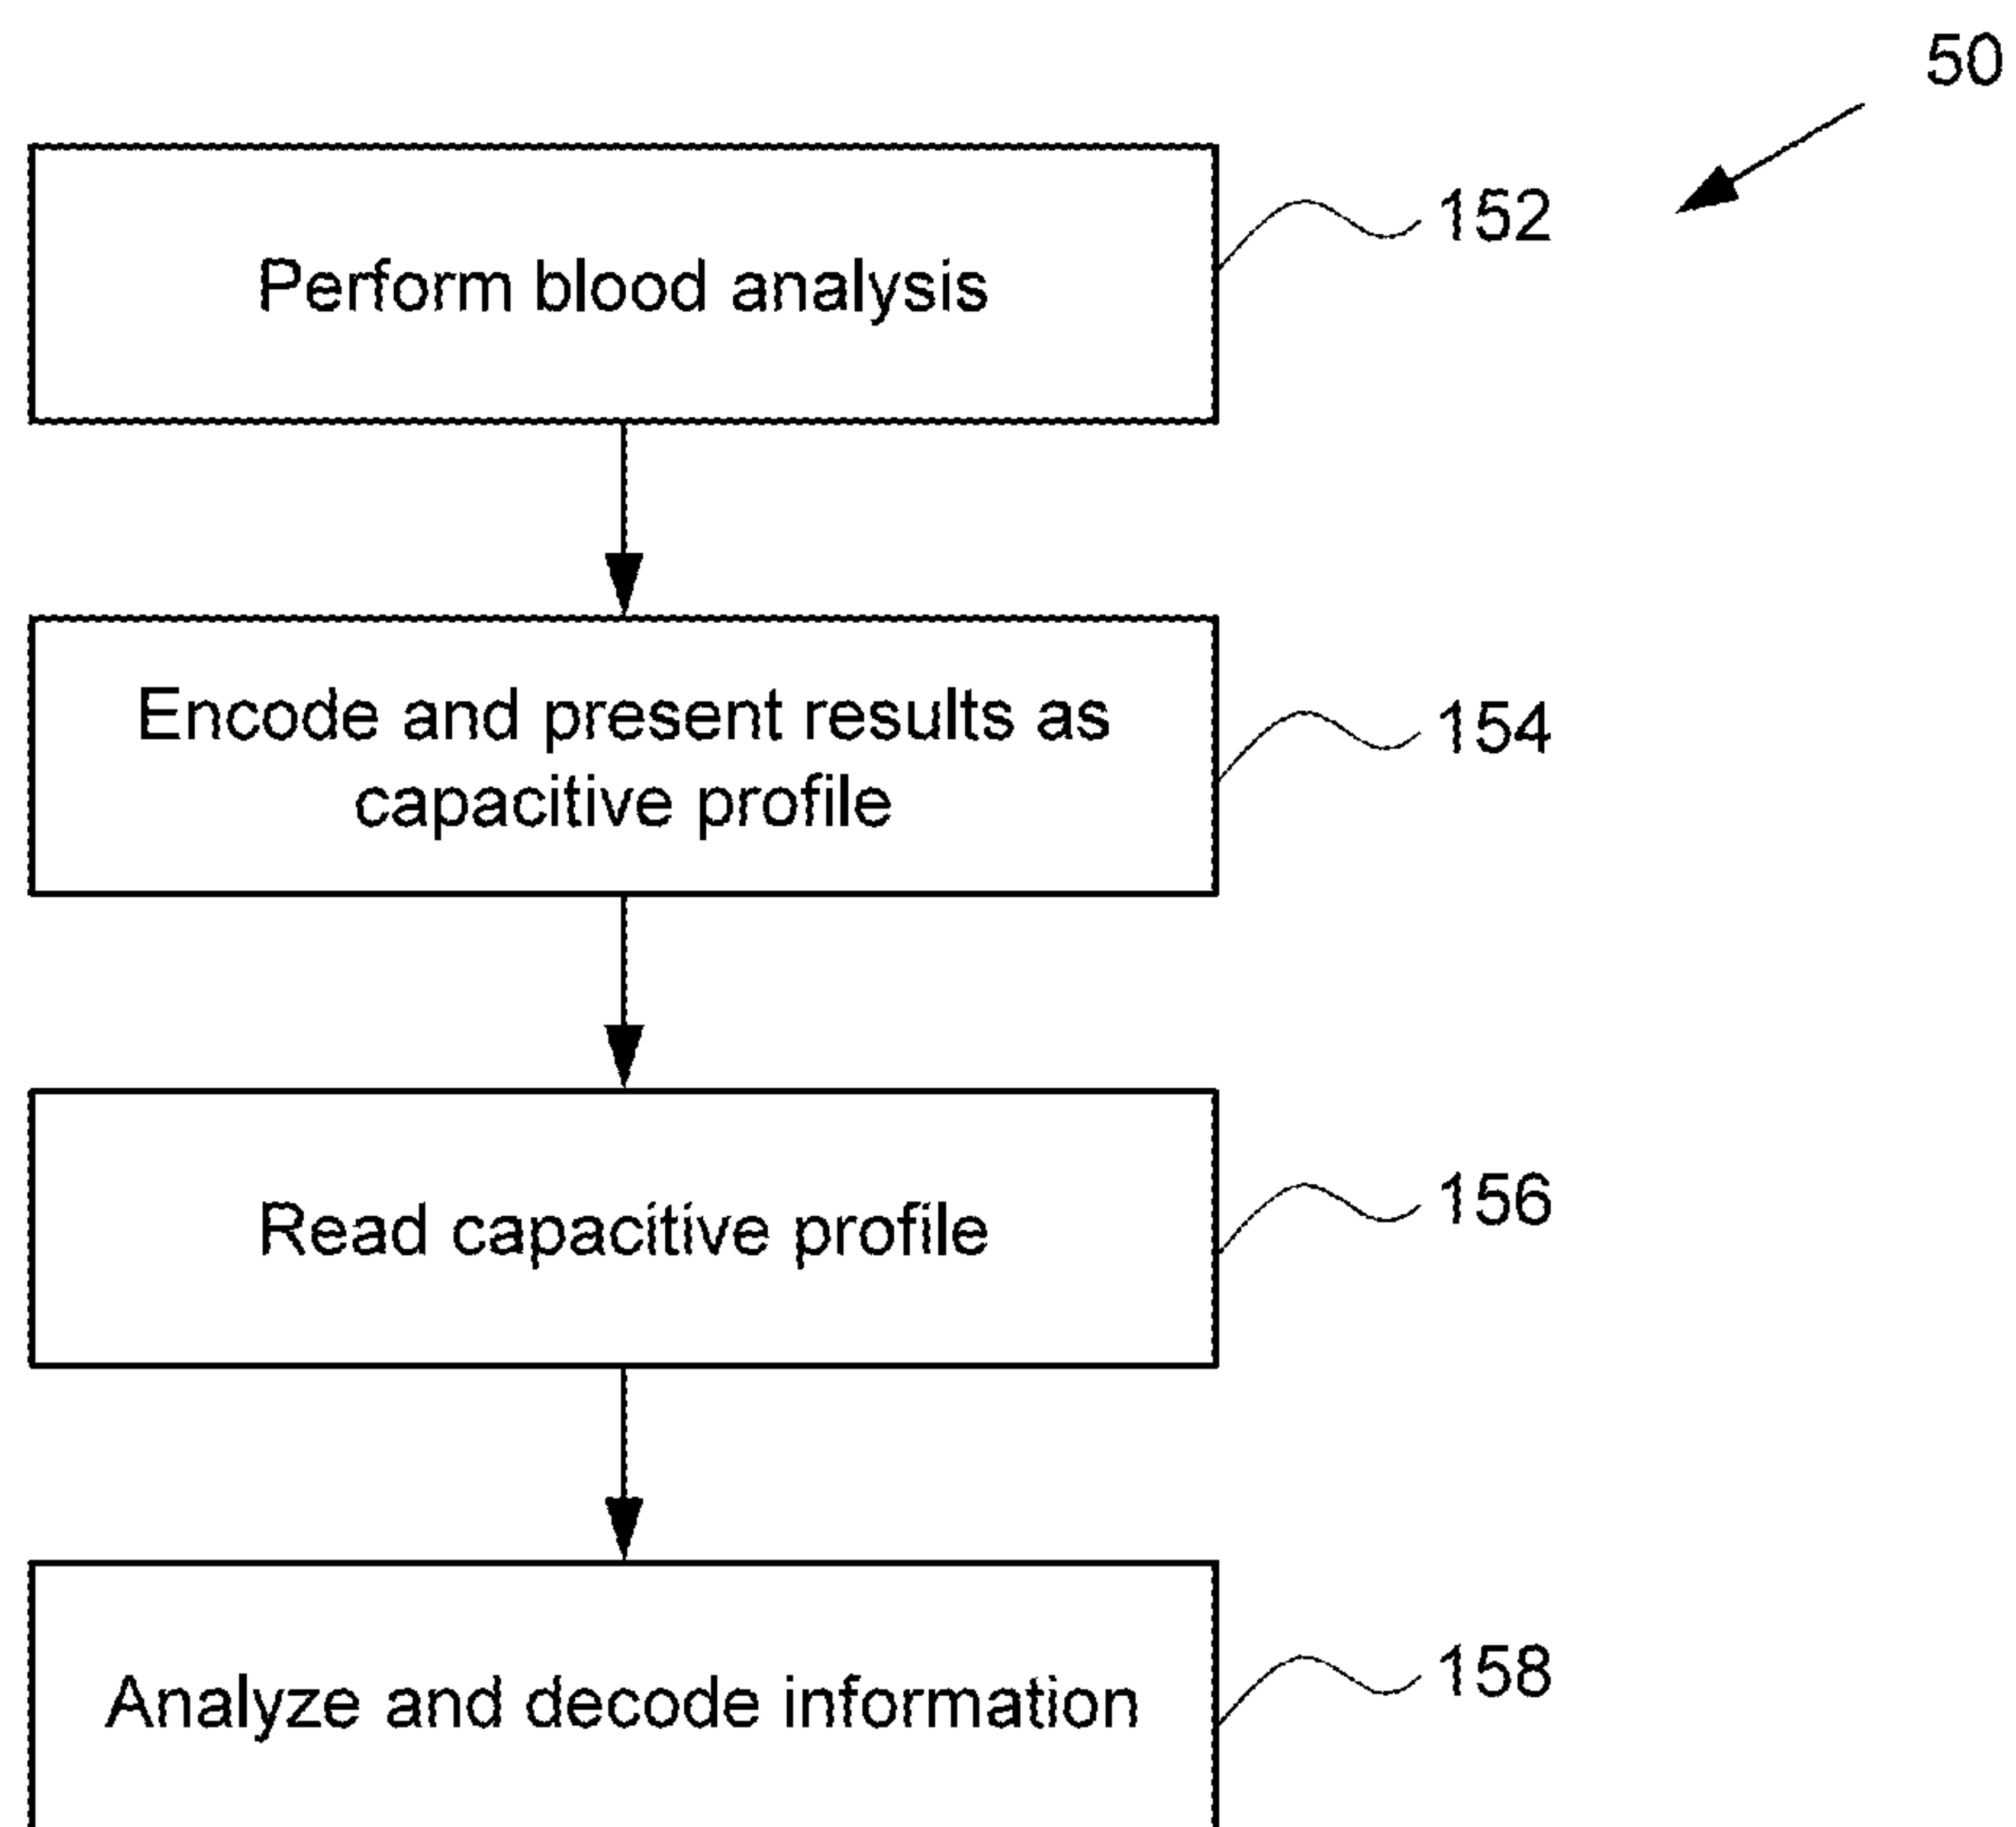 50
Perform blood analysis
152
Encode and present results as
capacitive profile
154
Read capacitive profile
156
Analyze and decode information
158